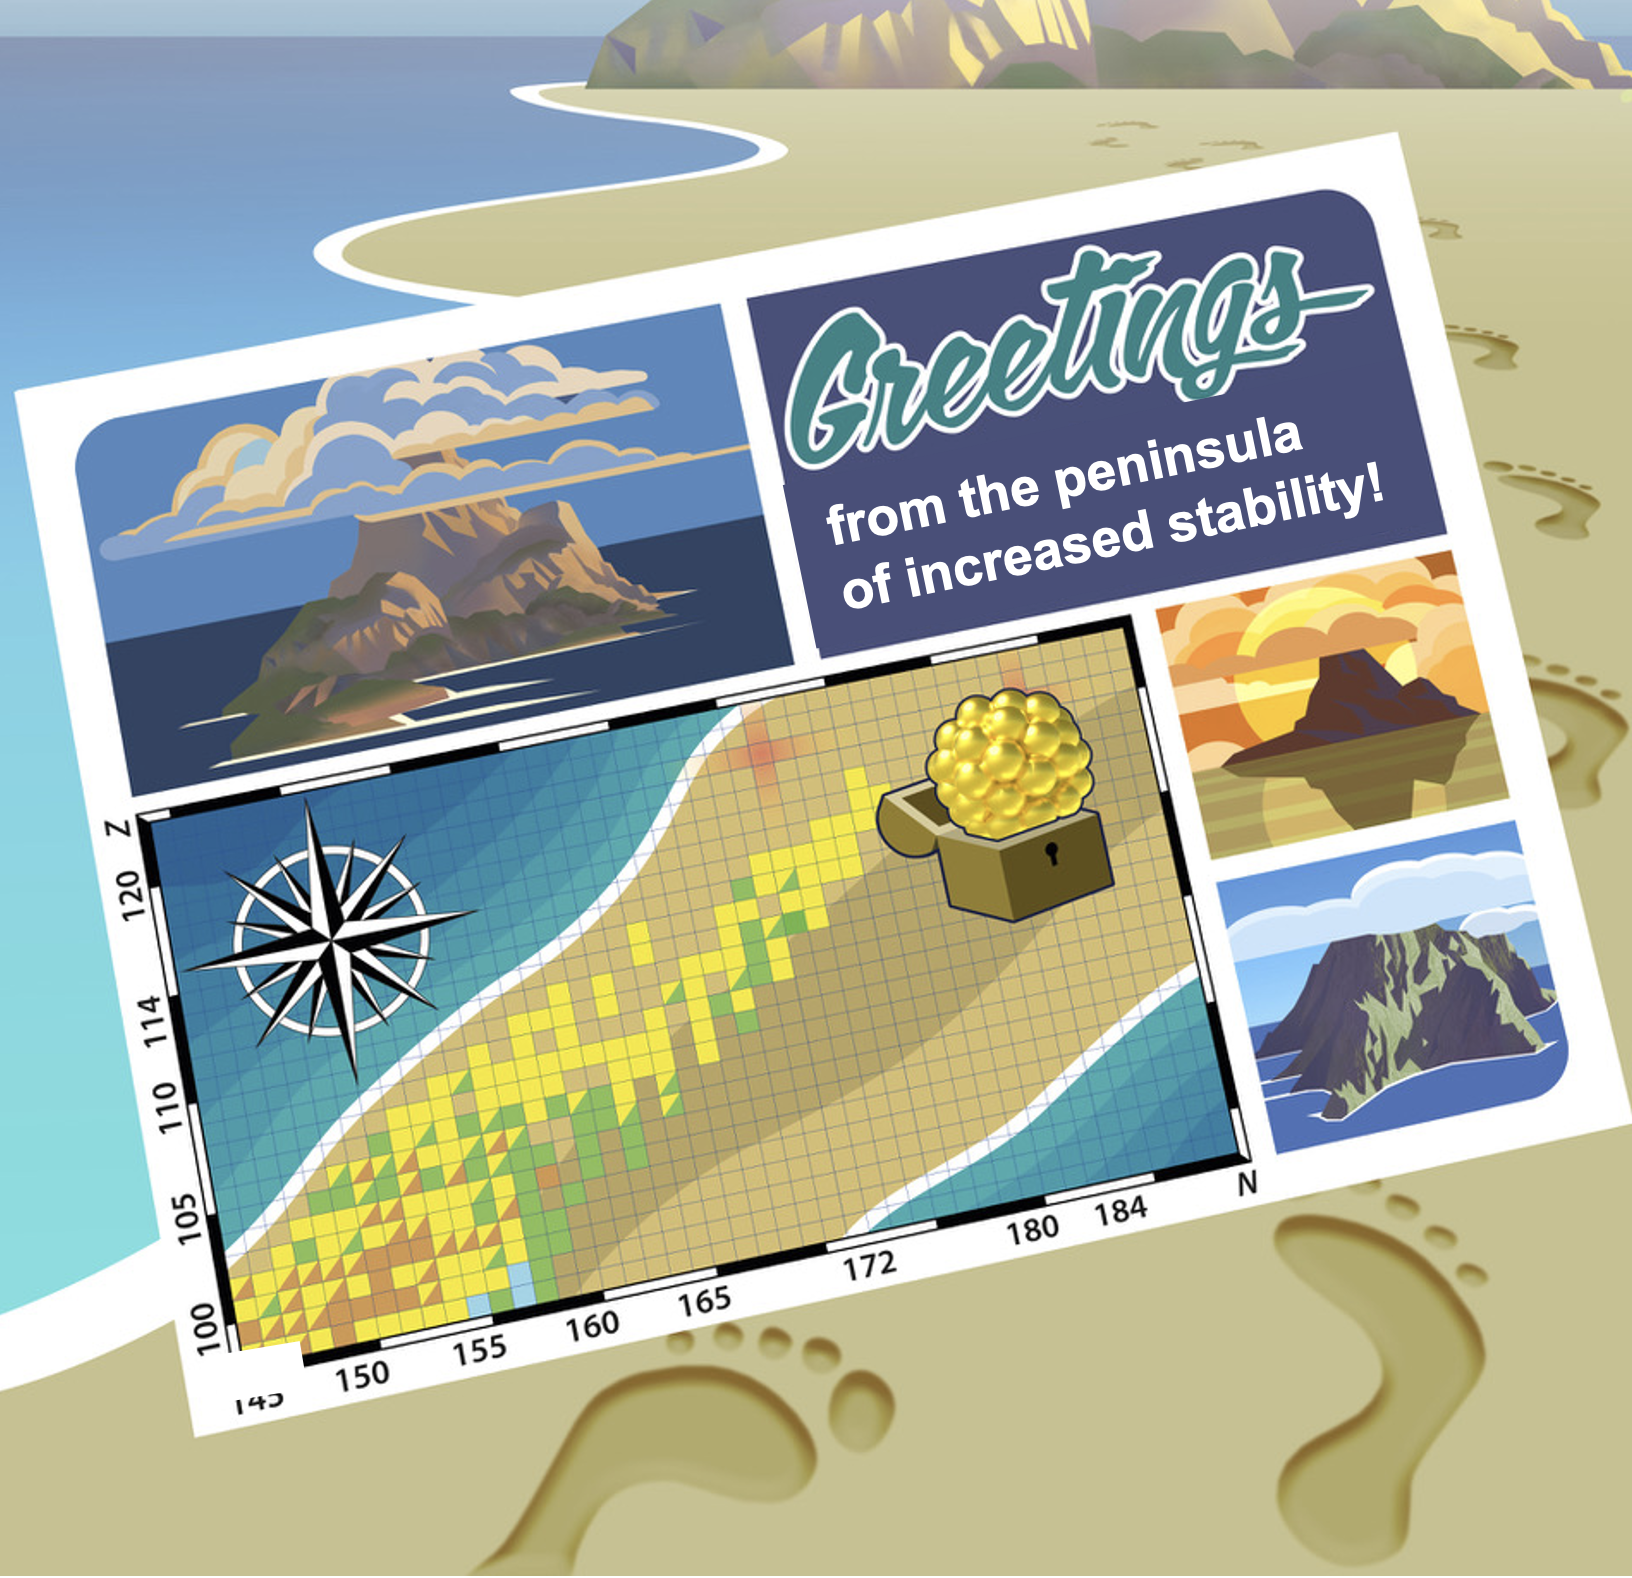 Greetings
from the peninsula
of increased stability!
Z
120
114
110
105
100
145
150
155
160
165
172
180
184
N